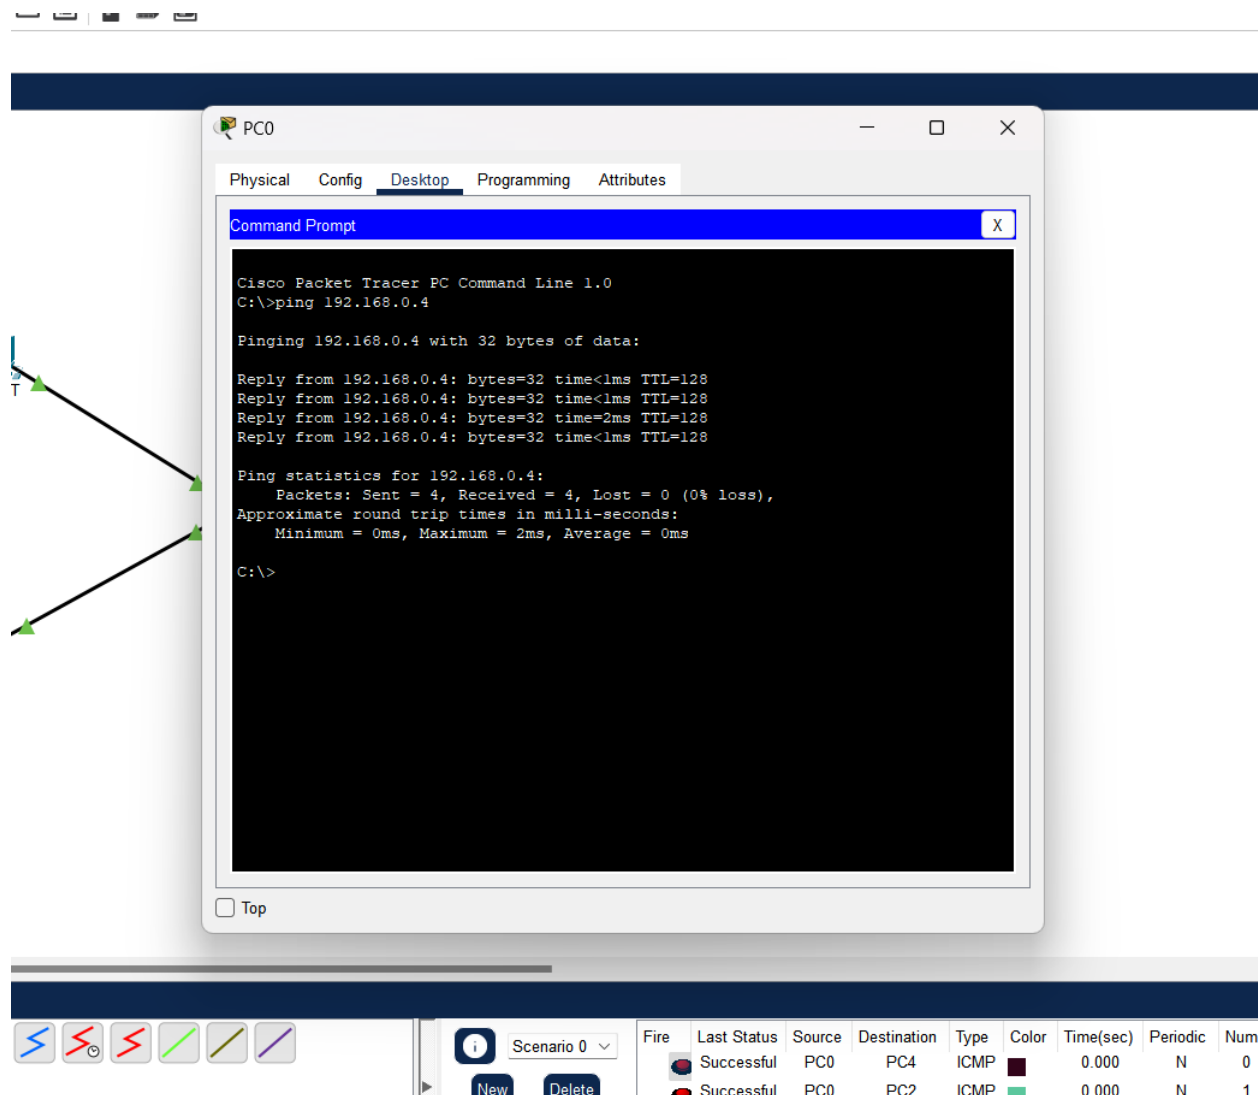 PC0
Physical Config Desktop Programming Attributes
Command Prompt X
Cisco Packet Tracer PC Command Line 1.0
C:\>ping 192.168.0.4
Pinging 192.168.0.4 with 32 bytes of data:
Reply from 192.168.0.4: bytes=32 time<1ms TTL=128
Reply from 192.168.0.4: bytes=32 time<1ms TTL=128
Reply from 192.168.0.4: bytes=32 time=2ms TTL=128
Reply from 192.168.0.4: bytes=32 time<1ms TTL=128
Ping statistics for 192.168.0.4:
Packets: Sent = 4, Received = 4, Lost = 0 (0% loss),
Approximate round trip times in milli-seconds:
Minimum = 0ms, Maximum = 2ms, Average = 0ms
C:\>
T
Top
Scenario 0
New Delete
Fire Last Status Source Destination Type Color Time(sec) Periodic Num
Successful PC0 PC4 ICMP 0.000 N 0
Successful PC0 PC2 ICMP 0.000 N 1